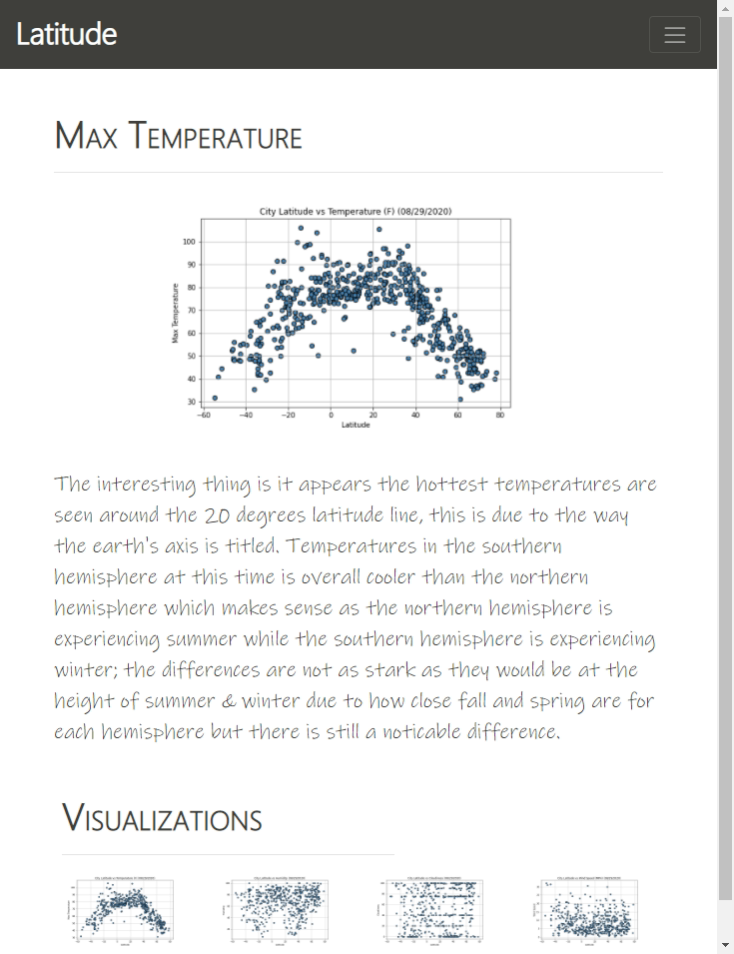 Latitude
Max Temperature
City Latitude vs Temperature (F) (08/29/2020)
Max Temperature
100
90
80
70
60
50
40
30
−60 −40 −20 0 20 40 60 80
Latitude
The interesting thing is it appears the hottest temperatures are
seen around the 20 degrees latitude line, this is due to the way
the earth's axis is titled. Temperatures in the southern
hemisphere at this time is overall cooler than the northern
hemisphere which makes sense as the northern hemisphere is
experiencing summer while the southern hemisphere is experiencing
winter; the differences are not as stark as they would be at the
height of summer & winter due to how close fall and spring are for
each hemisphere but there is still a noticable difference.
Visualizations